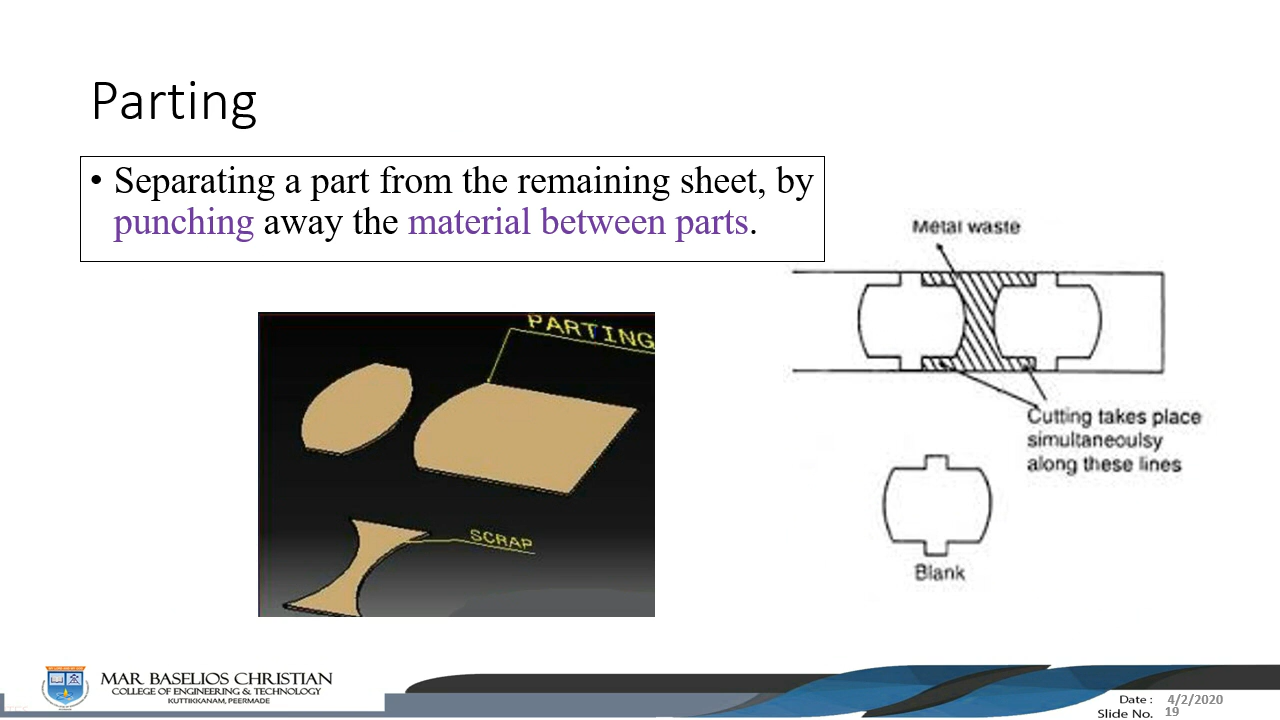 Parting
• Separating a part from the remaining sheet, by
punching away the material between parts.
Metal waste
PARTING
Cutting takes place
simultaneoulsy
along these lines
SCRAP
Blank
MAR BASELIOS CHRISTIAN
COLLEGE OF ENGINEERING & TECHNOLOGY
KUTTIKKANAM, PEERMADE
Date : 4/2/2020
Slide No. 19